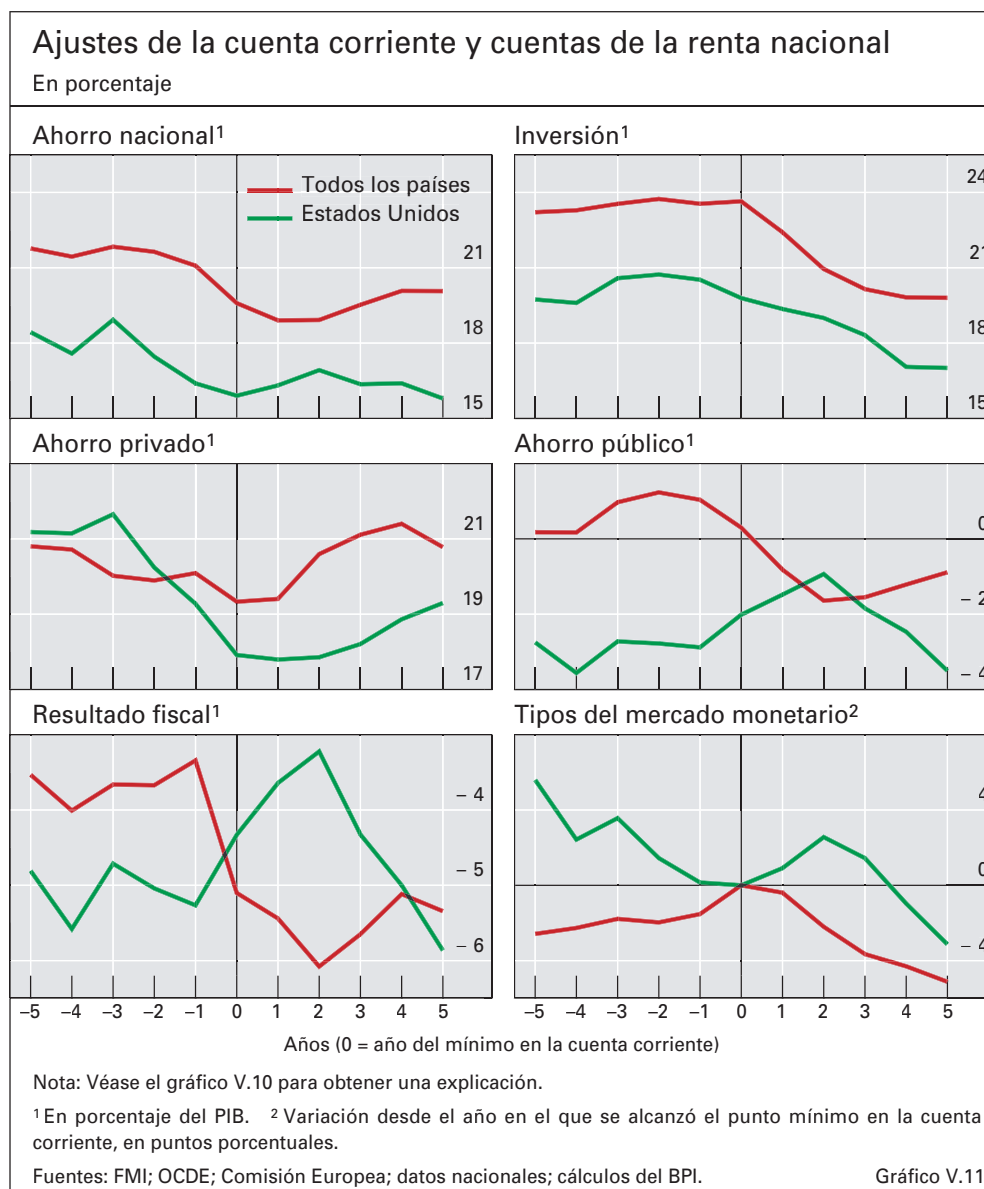 Ajustes de la cuenta corriente y cuentas de la renta nacional
En porcentaje
Ahorro nacional¹
Todos los países
Estados Unidos
21
18
15
Inversión¹
24
21
18
15
Ahorro privado¹
21
19
17
Ahorro público¹
0
– 2
– 4
Resultado fiscal¹
– 4
– 5
– 6
–5 –4 –3 –2 –1 0 1 2 3 4 5
Tipos del mercado monetario²
4
0
– 4
–5 –4 –3 –2 –1 0 1 2 3 4 5
Años (0 = año del mínimo en la cuenta corriente)
Nota: Véase el gráfico V.10 para obtener una explicación.
¹ En porcentaje del PIB. ² Variación desde el año en el que se alcanzó el punto mínimo en la cuenta
corriente, en puntos porcentuales.
Fuentes: FMI; OCDE; Comisión Europea; datos nacionales; cálculos del BPI. Gráfico V.11